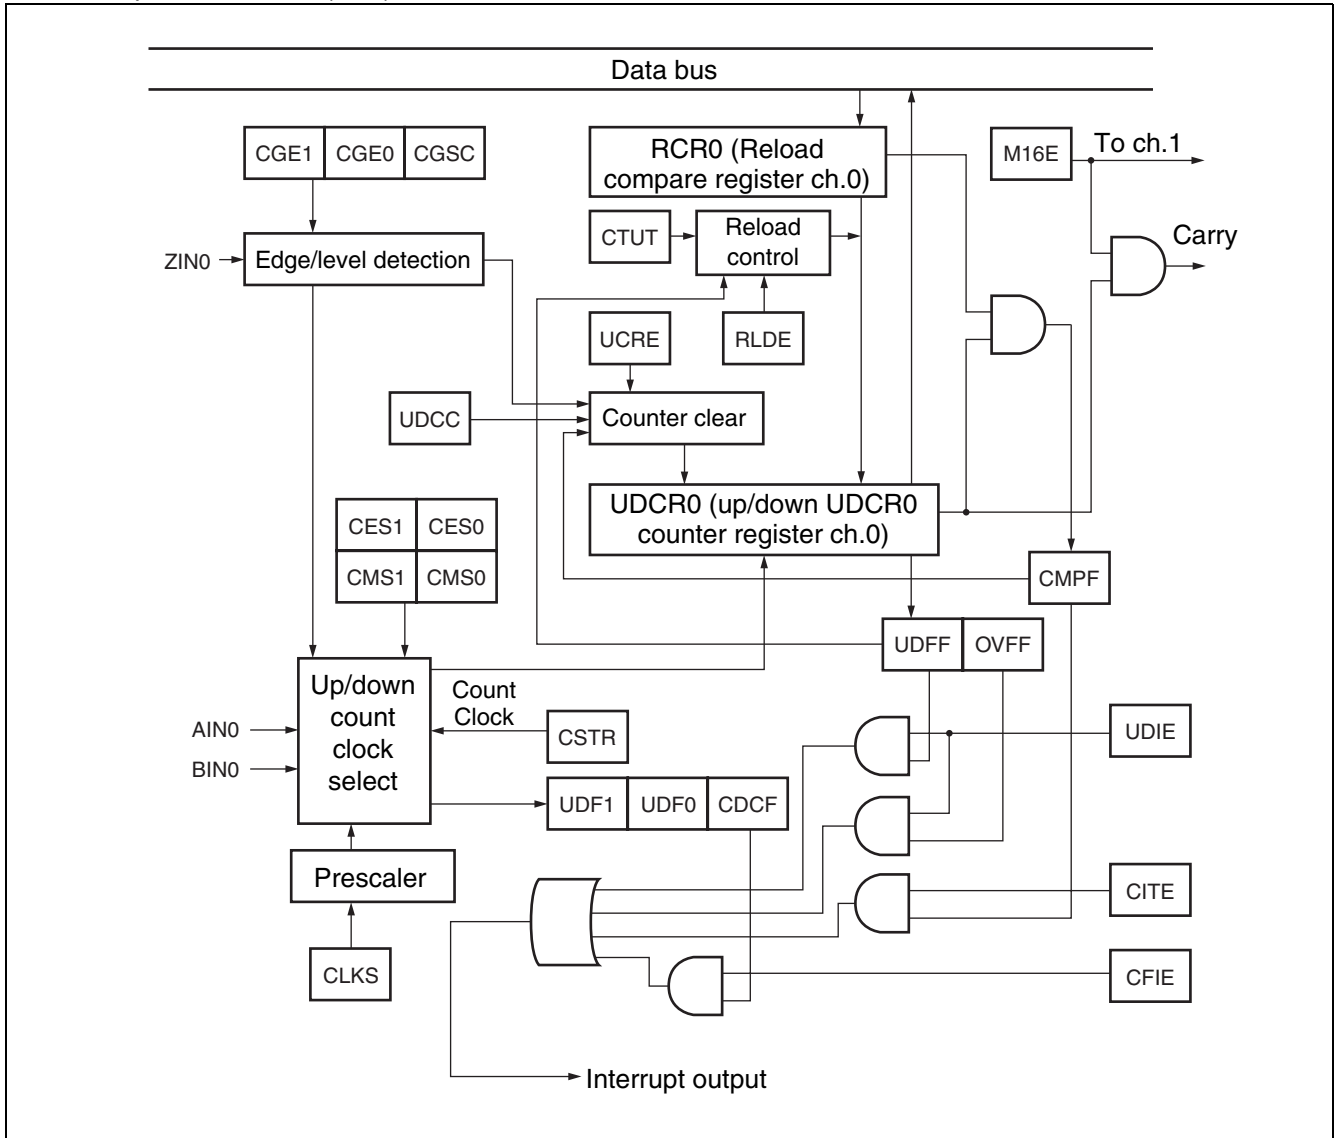 Data bus
CGE1 CGE0 CGSC
RCR0 (Reload
compare register ch.0)
M16E
To ch.1
CTUT
Reload
control
Carry
ZIN0
Edge/level detection
UCRE
RLDE
UDCC
Counter clear
UDCR0 (up/down UDCR0
counter register ch.0)
CES1 CES0
CMS1 CMS0
CMPF
UDFF OVFF
Up/down
count
clock
select
Count
Clock
CSTR
AIN0
BIN0
UDIE
UDF1 UDF0 CDCF
Prescaler
CITE
CLKS
CFIE
Interrupt output